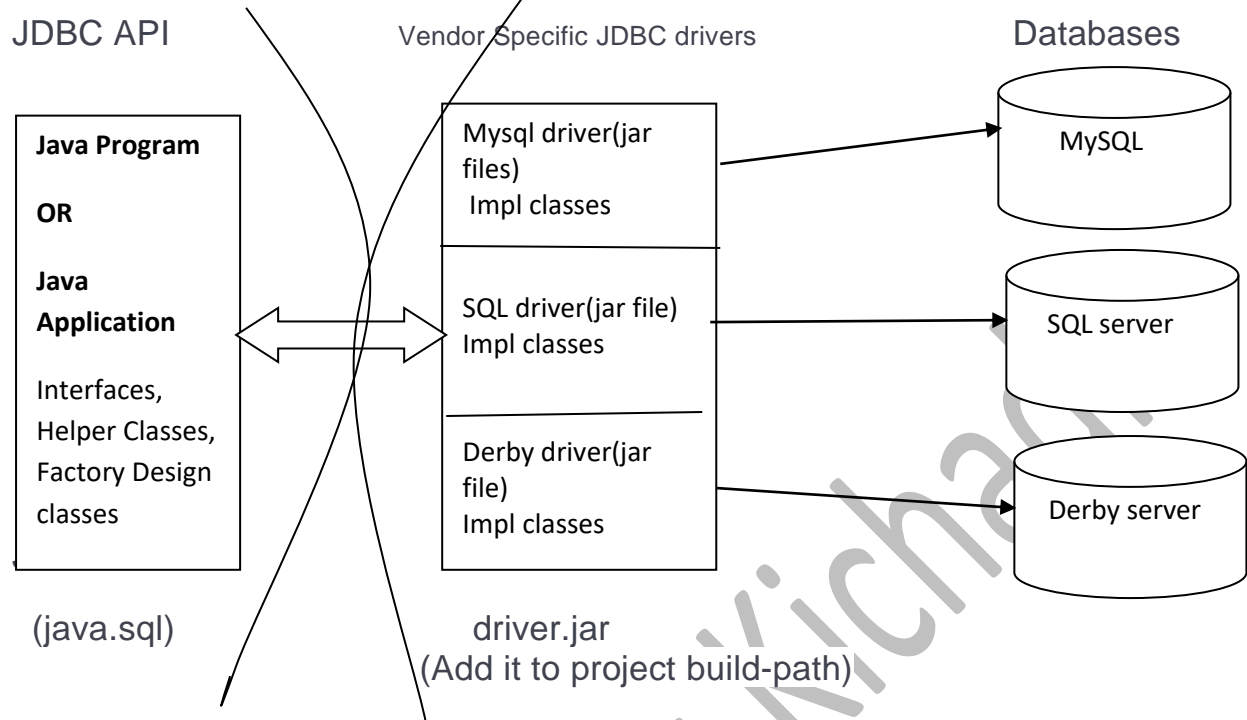 JDBC API
Vendor Specific JDBC drivers
Databases
Java Program
OR
Java
Application
Interfaces,
Helper Classes,
Factory Design
classes
(java.sql)
Mysql driver(jar
files)
Impl classes
SQL driver(jar file)
Impl classes
Derby driver(jar
file)
Impl classes
driver.jar
(Add it to project build-path)
MySQL
SQL server
Derby server